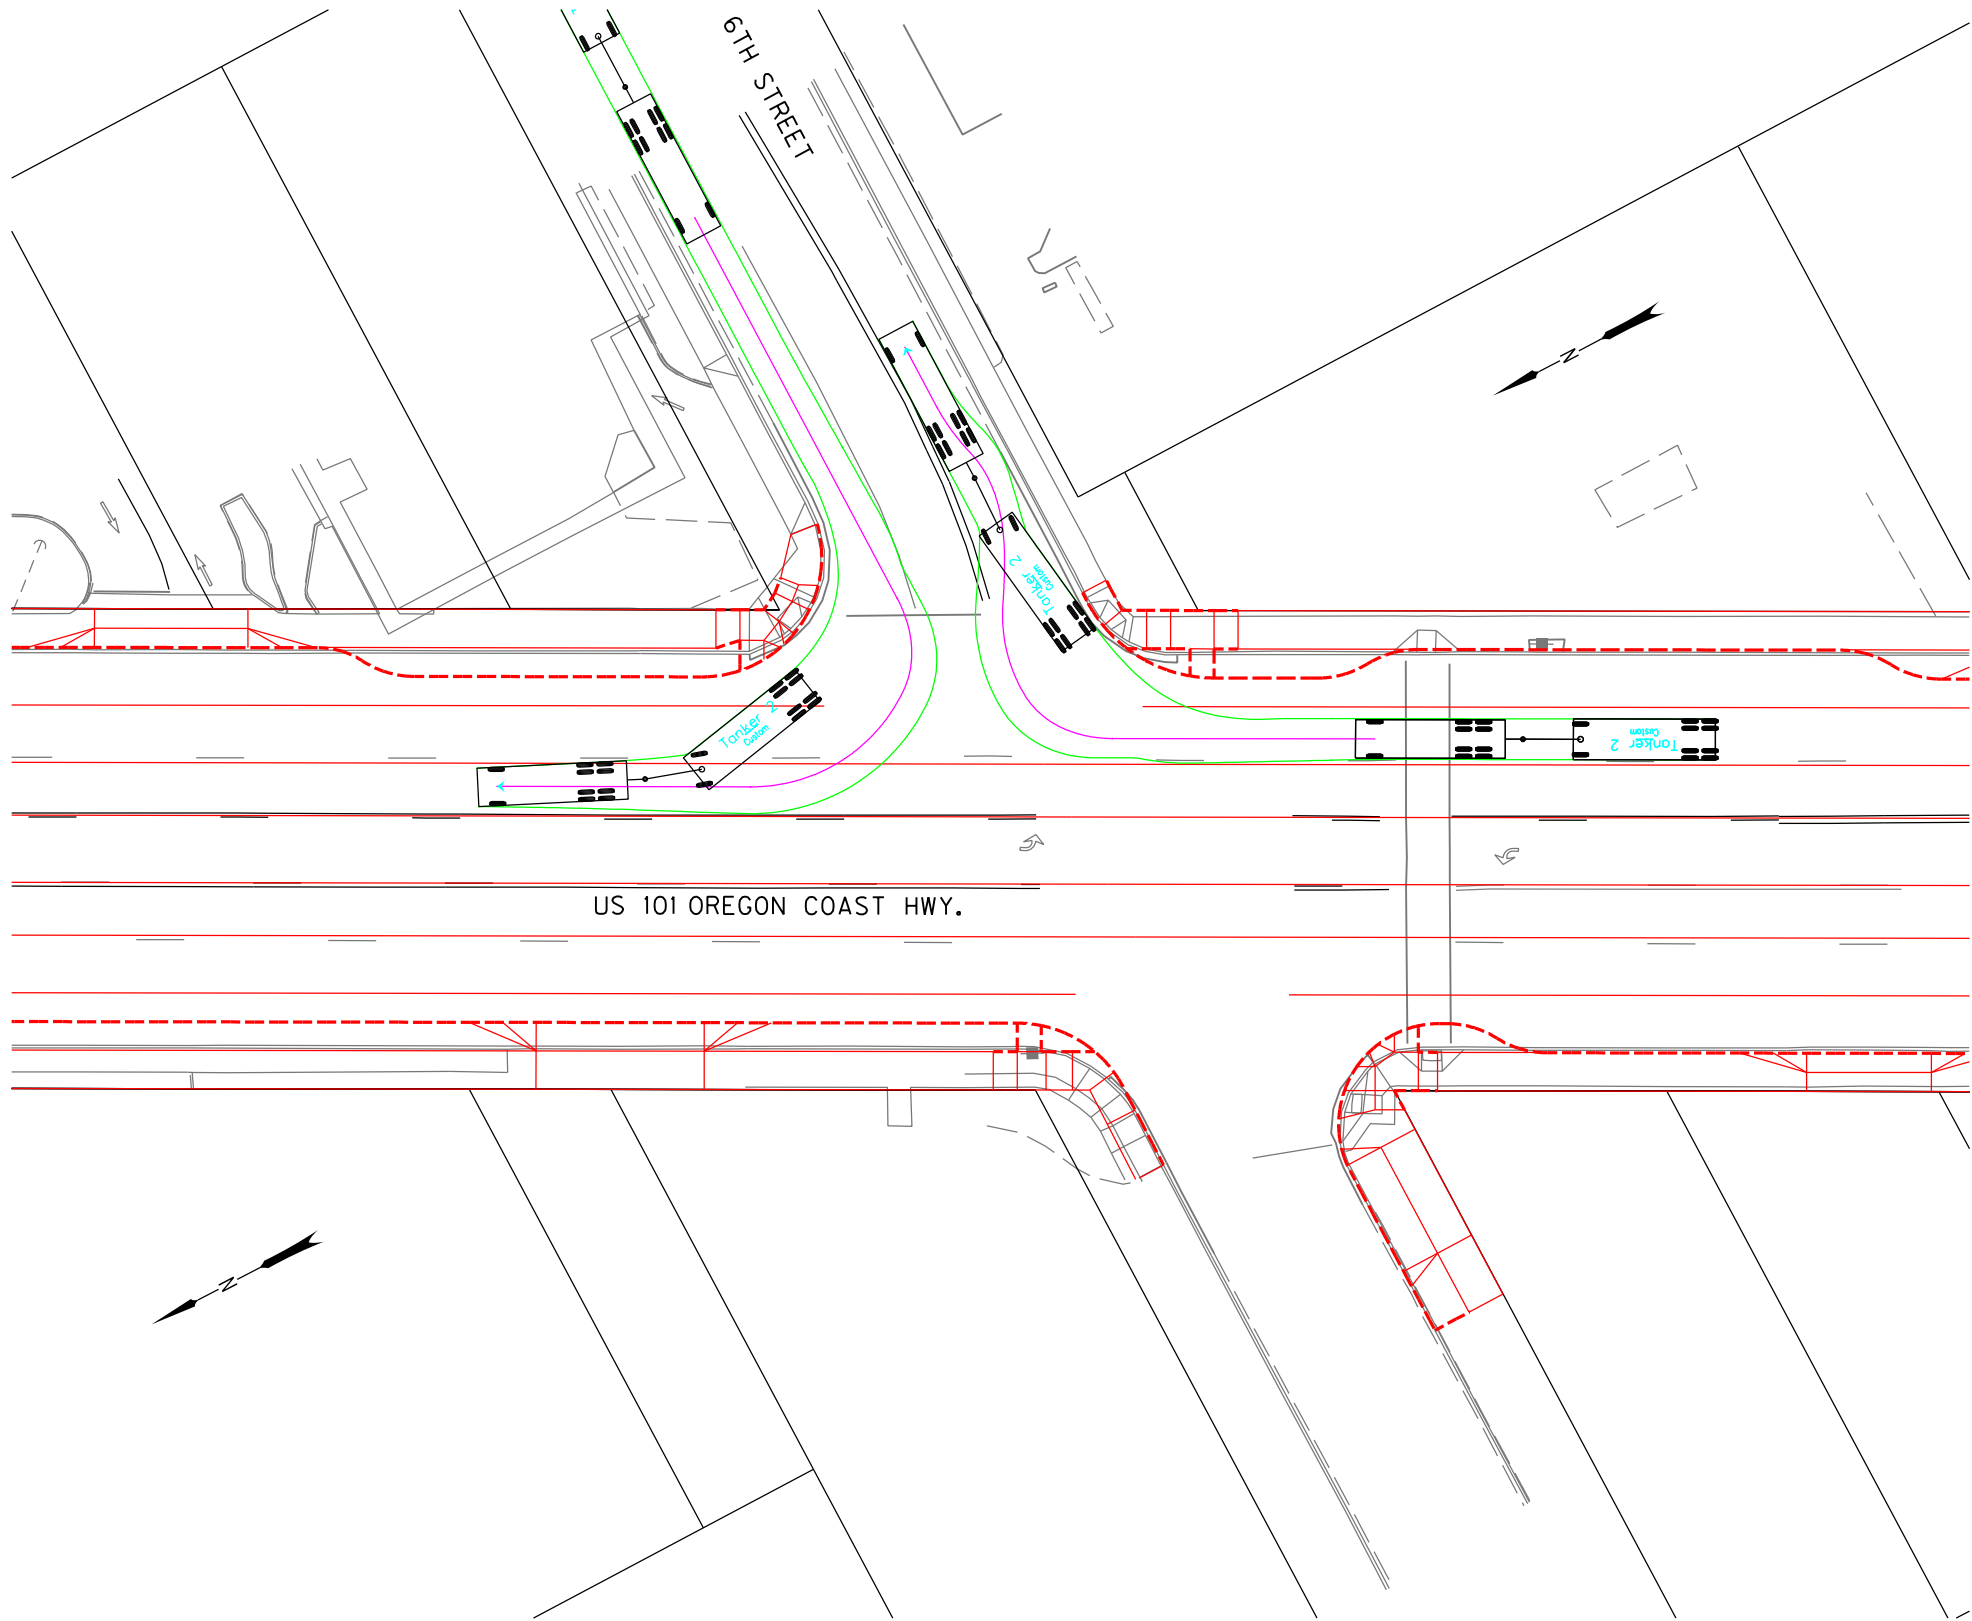 6TH STREET
N
Tanker 2
Custom
Tanker 2
Custom
Tanker 2
Custom
US 101 OREGON COAST HWY.
N